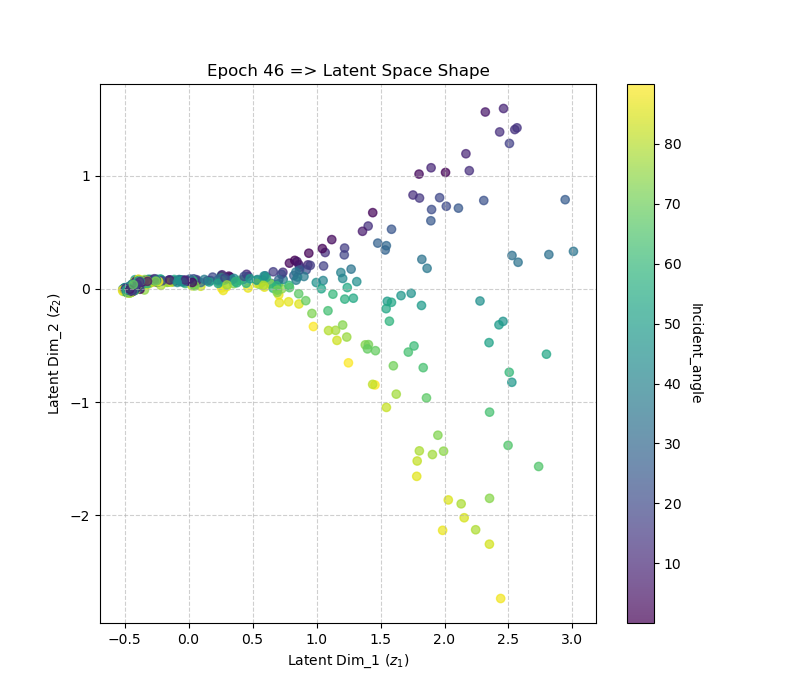 Epoch 46 => Latent Space Shape
1
0
−1
−2
Latent Dim_2 (z₂)
−0.5 0.0 0.5 1.0 1.5 2.0 2.5 3.0
Latent Dim_1 (z₁)
80
70
60
50
40
30
20
10
Incident_angle